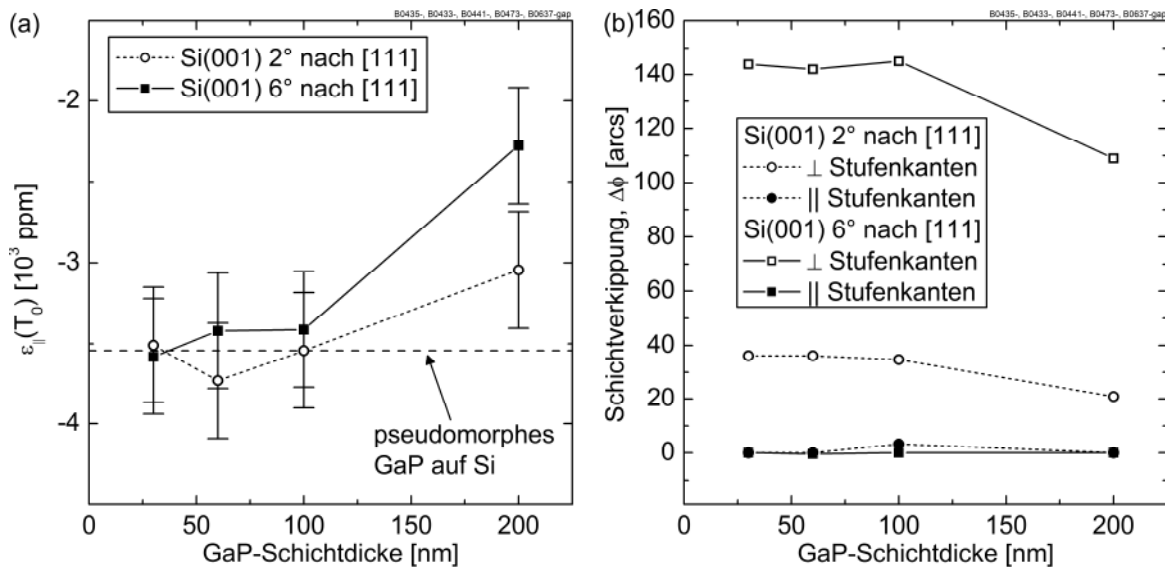 (a)
B0435-, B0433-, B0441-, B0473-, B0637-gap
Si(001) 2° nach [111]
Si(001) 6° nach [111]
-2
-3
-4
ε||(T0) [10³ ppm]
pseudomorphes
GaP auf Si
0
50
100
150
200
GaP-Schichtdicke [nm]
(b)
B0435-, B0433-, B0441-, B0473-, B0637-gap
160
140
120
100
80
60
40
20
0
Schichtverkippung, Δϕ [arcs]
Si(001) 2° nach [111]
⊥ Stufenkanten
|| Stufenkanten
Si(001) 6° nach [111]
⊥ Stufenkanten
|| Stufenkanten
0
50
100
150
200
GaP-Schichtdicke [nm]